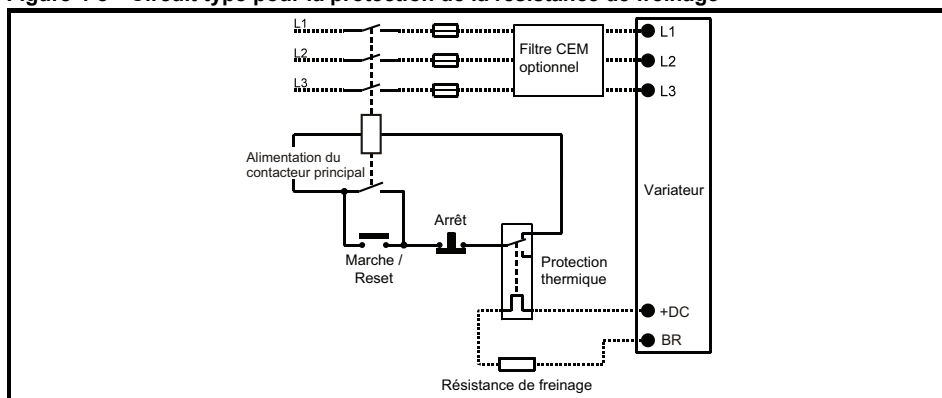 L1
L2
L3
Filtre CEM
optionnel
L1
L2
L3
Alimentation du
contacteur principal
Variateur
Arrêt
Marche /
Reset
Protection
thermique
+DC
BR
Résistance de freinage